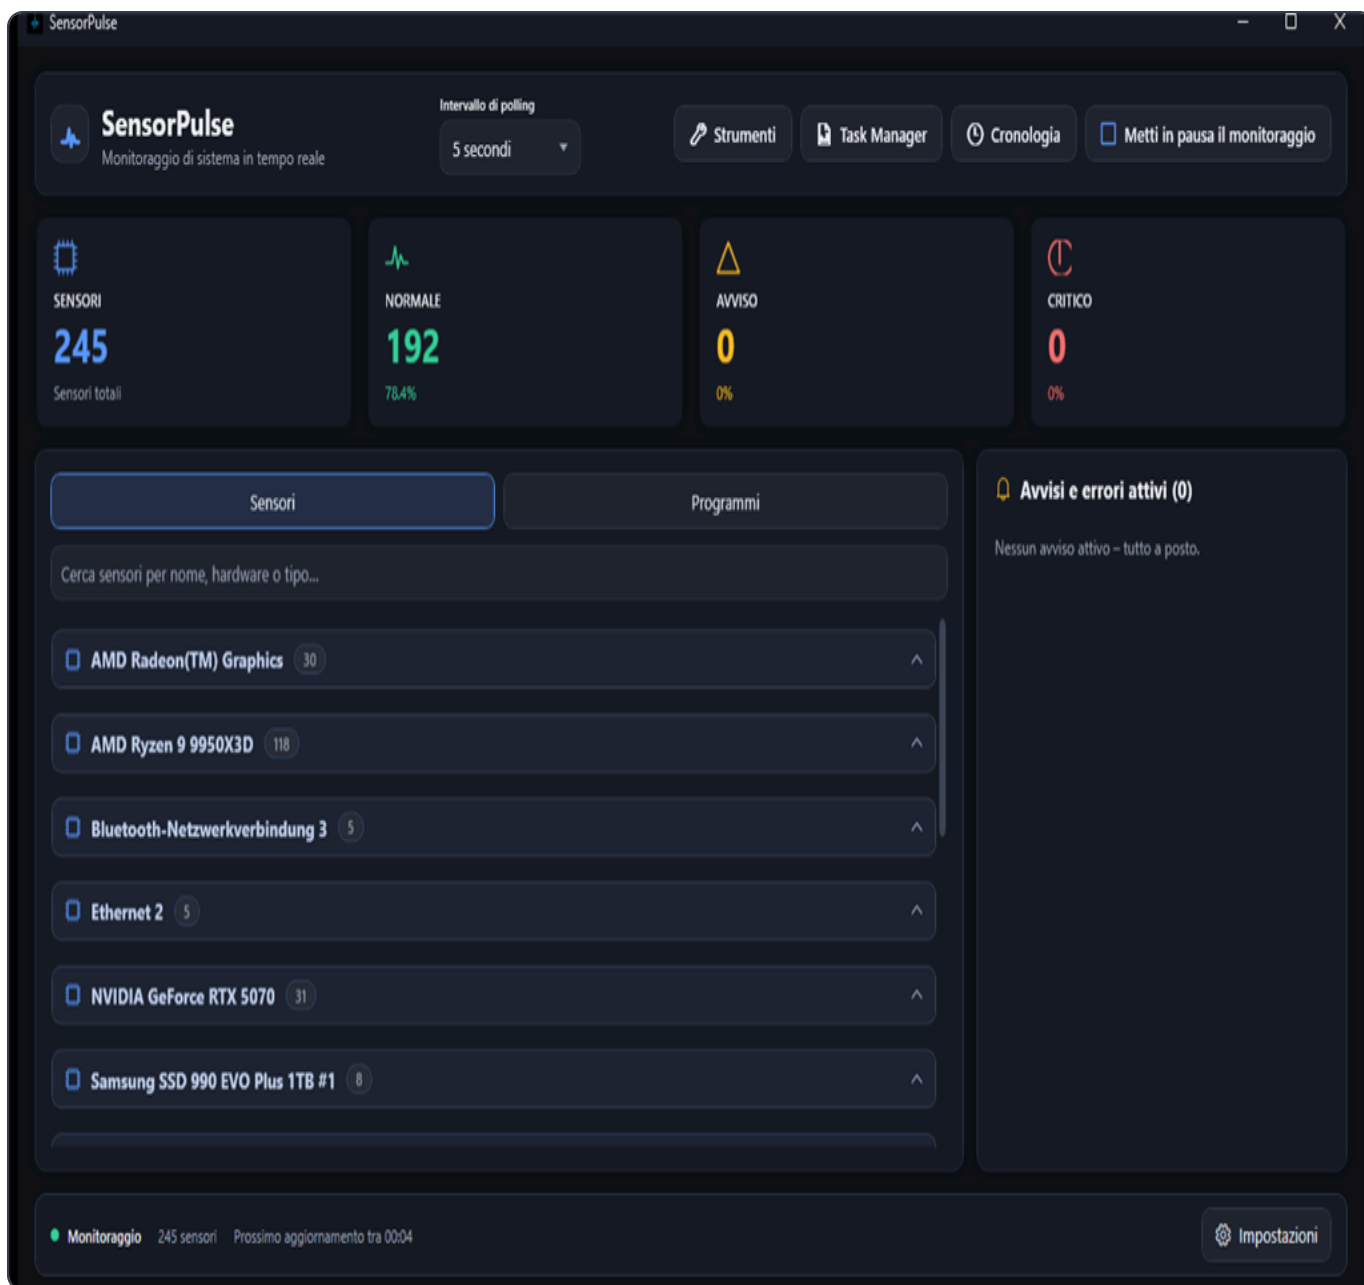 SensorPulse
SensorPulse
Monitoraggio di sistema in tempo reale
Intervallo di polling
5 secondi
Strumenti
Task Manager
Cronologia
Metti in pausa il monitoraggio
SENSORI
245
Sensori totali
NORMALE
192
78.4%
AVVISO
0
0%
CRITICO
0
0%
Sensori
Programmi
Cerca sensori per nome, hardware o tipo...
AMD Radeon(TM) Graphics 30
AMD Ryzen 9 9950X3D 118
Bluetooth-Netzwerkverbindung 3 5
Ethernet 2 5
NVIDIA GeForce RTX 5070 31
Samsung SSD 990 EVO Plus 1TB #1 8
Avvisi e errori attivi (0)
Nessun avviso attivo – tutto a posto.
Monitoraggio 245 sensori Prossimo aggiornamento tra 00:04
Impostazioni